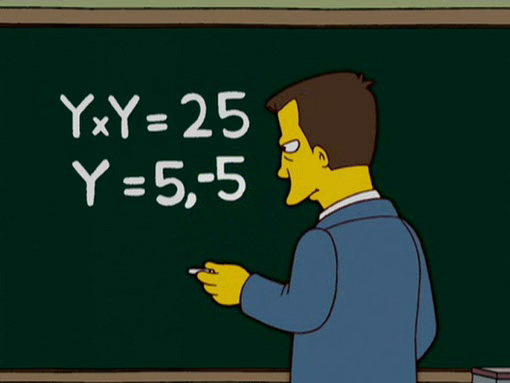 YxY = 25
Y = 5,-5